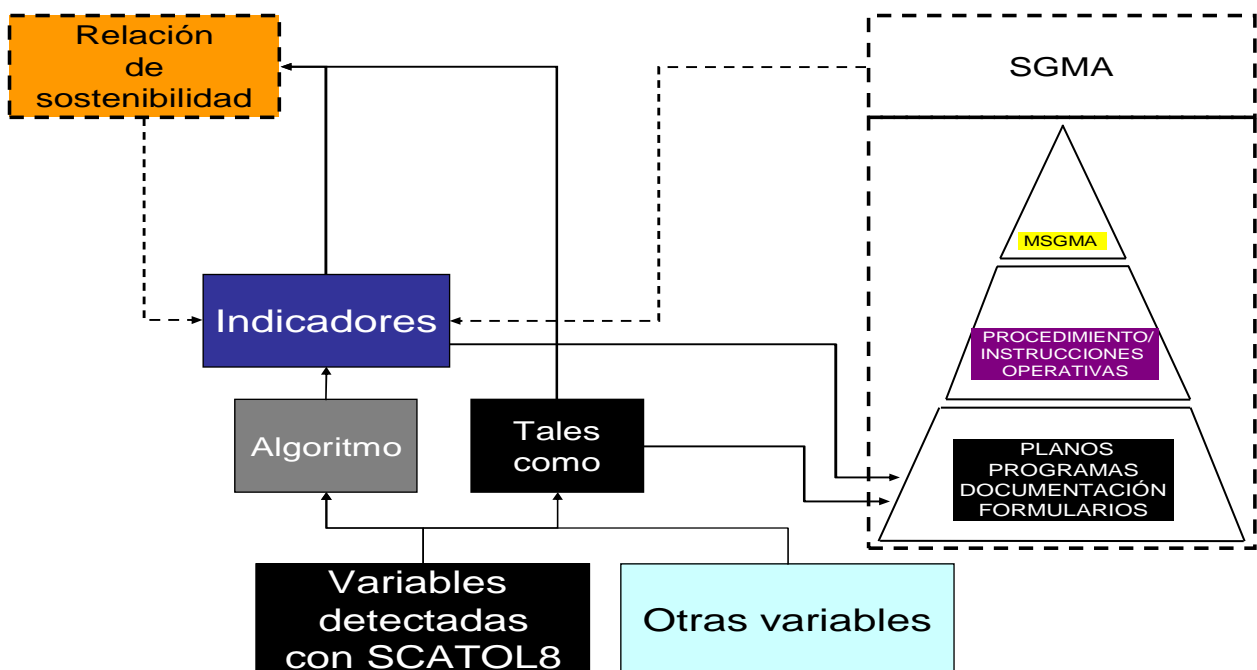 Relación
de
sostenibilidad
SGMA
MSGMA
Indicadores
PROCEDIMIENTO/
INSTRUCCIONES
OPERATIVAS
Algoritmo
Tales
como
PLANOS
PROGRAMAS
DOCUMENTACIÓN
FORMULARIOS
Variables
detectadas
con SCATOL8
Otras variables